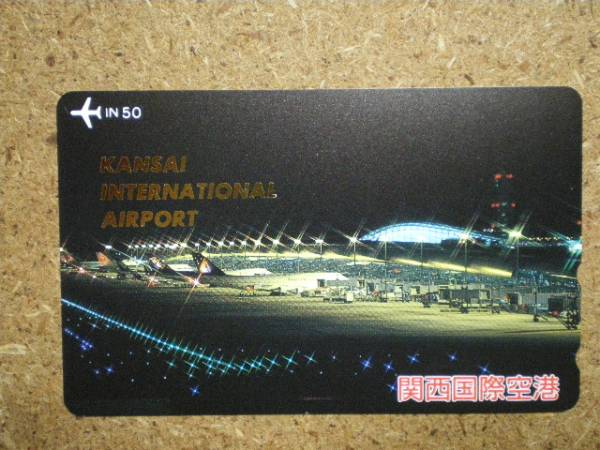 IN 50
KANSAI
INTERNATIONAL
AIRPORT
関西国際空港